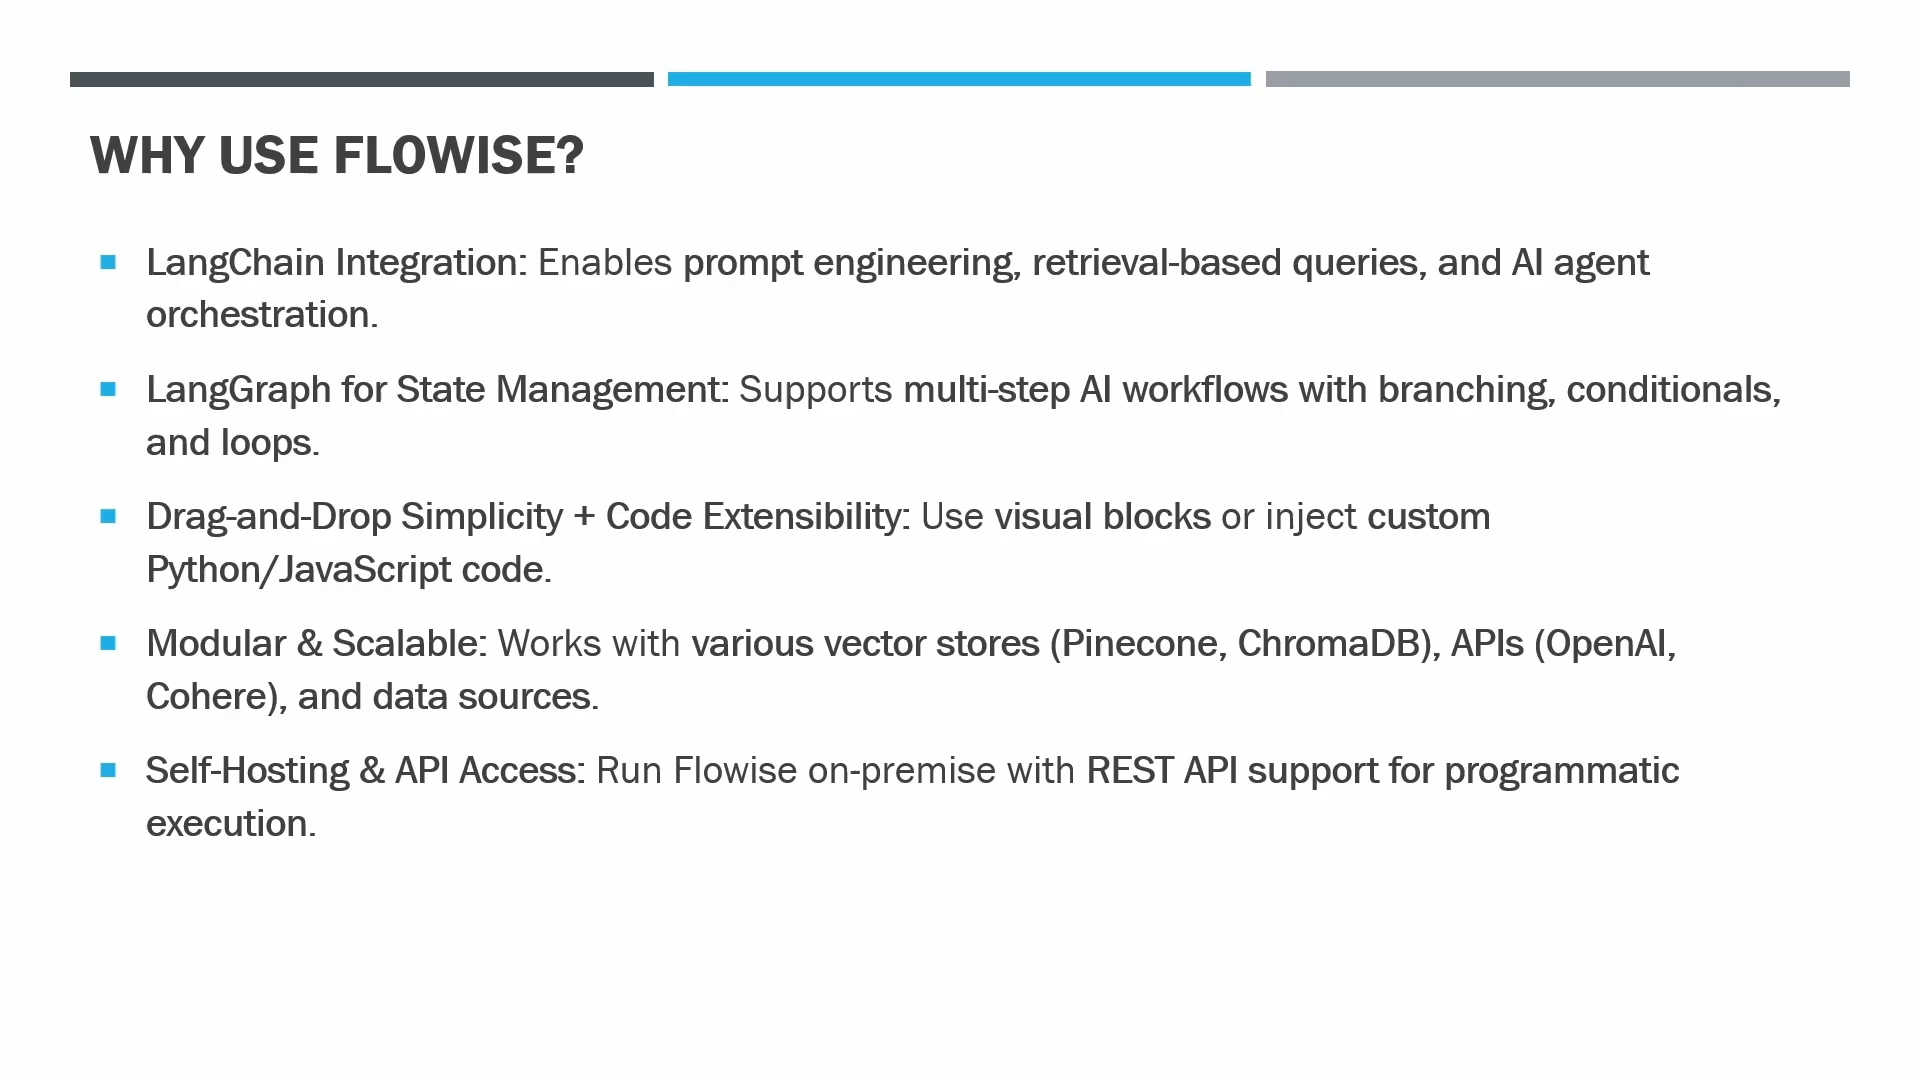 WHY USE FLOWISE?
LangChain Integration: Enables prompt engineering, retrieval-based queries, and AI agent
orchestration.
LangGraph for State Management: Supports multi-step AI workflows with branching, conditionals,
and loops.
Drag-and-Drop Simplicity + Code Extensibility: Use visual blocks or inject custom
Python/JavaScript code.
Modular & Scalable: Works with various vector stores (Pinecone, ChromaDB), APIs (OpenAI,
Cohere), and data sources.
Self-Hosting & API Access: Run Flowise on-premise with REST API support for programmatic
execution.